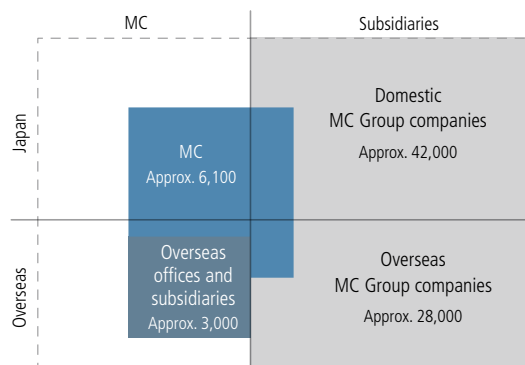 MC
Subsidiaries
Japan
MC
Approx. 6,100
Domestic
MC Group companies
Approx. 42,000
Overseas
Overseas
offices and
subsidiaries
Approx. 3,000
Overseas
MC Group companies
Approx. 28,000